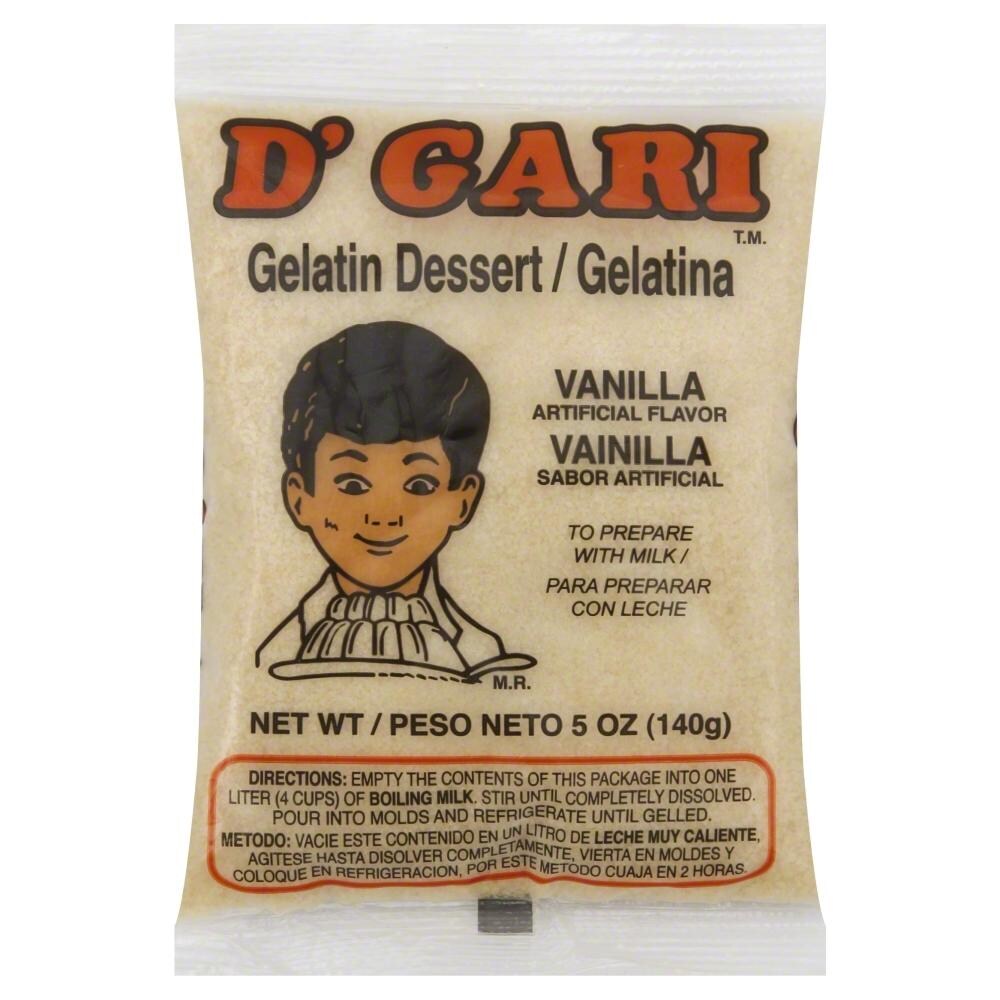 D' GARI
T.M.
Gelatin Dessert / Gelatina
VANILLA
ARTIFICIAL FLAVOR
VAINILLA
SABOR ARTIFICIAL
TO PREPARE
WITH MILK /
PARA PREPARAR
CON LECHE
M.R.
NET WT / PESO NETO 5 OZ (140g)
DIRECTIONS: EMPTY THE CONTENTS OF THIS PACKAGE INTO ONE
LITER (4 CUPS) OF BOILING MILK. STIR UNTIL COMPLETELY DISSOLVED.
POUR INTO MOLDS AND REFRIGERATE UNTIL GELLED.
METODO: VACIE ESTE CONTENIDO EN UN LITRO DE LECHE MUY CALIENTE,
AGITESE HASTA DISOLVER COMPLETAMENTE, VIERTA EN MOLDES Y
COLOQUE EN REFRIGERACION, POR ESTE METODO CUAJA EN 2 HORAS.